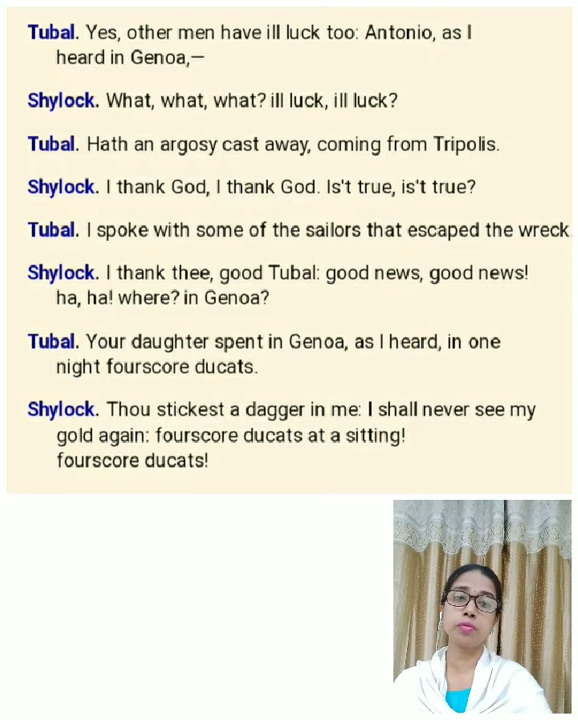 Tubal. Yes, other men have ill luck too: Antonio, as I
heard in Genoa,—
Shylock. What, what, what? ill luck, ill luck?
Tubal. Hath an argosy cast away, coming from Tripolis.
Shylock. I thank God, I thank God. Is't true, is't true?
Tubal. I spoke with some of the sailors that escaped the wreck
Shylock. I thank thee, good Tubal: good news, good news!
ha, ha! where? in Genoa?
Tubal. Your daughter spent in Genoa, as I heard, in one
night fourscore ducats.
Shylock. Thou stickest a dagger in me: I shall never see my
gold again: fourscore ducats at a sitting!
fourscore ducats!